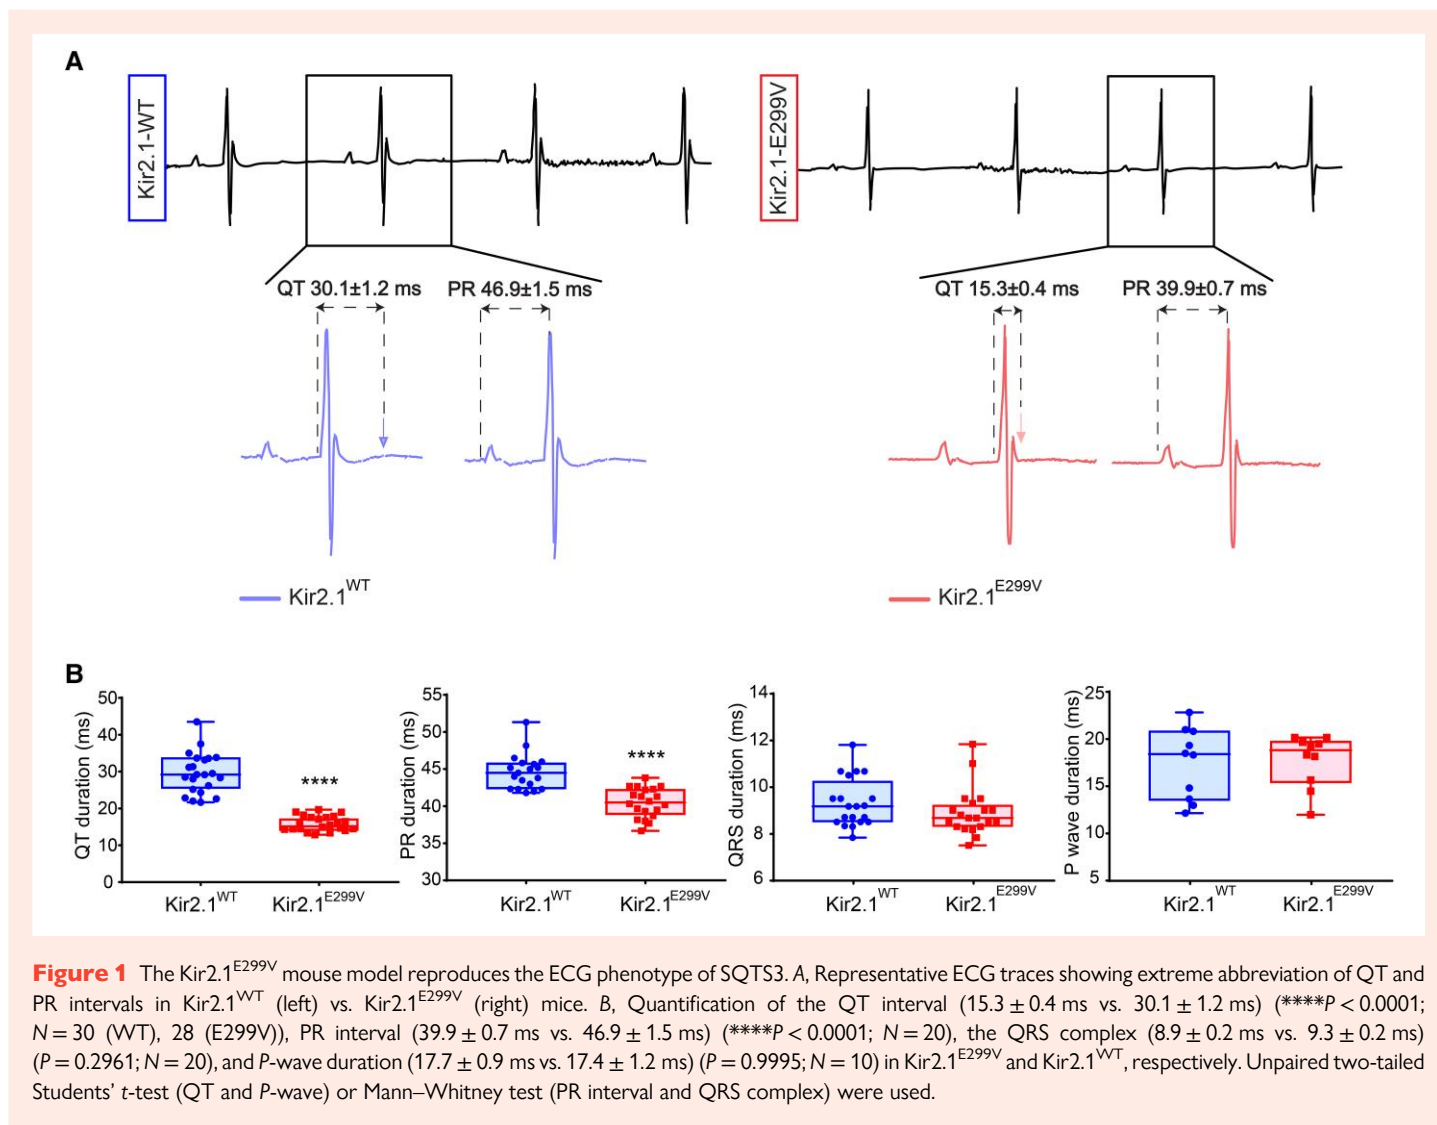 A
Kir2.1-WT
Kir2.1-E299V
QT 30.1±1.2 ms
PR 46.9±1.5 ms
QT 15.3±0.4 ms
PR 39.9±0.7 ms
Kir2.1WT
Kir2.1E299V
B
QT duration (ms)
50
40
30
20
10
0
****
Kir2.1WT
Kir2.1E299V
PR duration (ms)
55
50
45
40
35
30
****
Kir2.1WT
Kir2.1E299V
QRS duration (ms)
14
12
10
8
6
Kir2.1WT
Kir2.1E299V
P wave duration (ms)
25
20
15
10
5
Kir2.1WT
Kir2.1E299V
Figure 1 The Kir2.1E299V mouse model reproduces the ECG phenotype of SQTS3. A, Representative ECG traces showing extreme abbreviation of QT and
PR intervals in Kir2.1WT (left) vs. Kir2.1E299V (right) mice. B, Quantification of the QT interval (15.3 ± 0.4 ms vs. 30.1 ± 1.2 ms) (****P < 0.0001;
N = 30 (WT), 28 (E299V)), PR interval (39.9 ± 0.7 ms vs. 46.9 ± 1.5 ms) (****P < 0.0001; N = 20), the QRS complex (8.9 ± 0.2 ms vs. 9.3 ± 0.2 ms)
(P = 0.2961; N = 20), and P-wave duration (17.7 ± 0.9 ms vs. 17.4 ± 1.2 ms) (P = 0.9995; N = 10) in Kir2.1E299V and Kir2.1WT, respectively. Unpaired two-tailed
Students' t-test (QT and P-wave) or Mann–Whitney test (PR interval and QRS complex) were used.